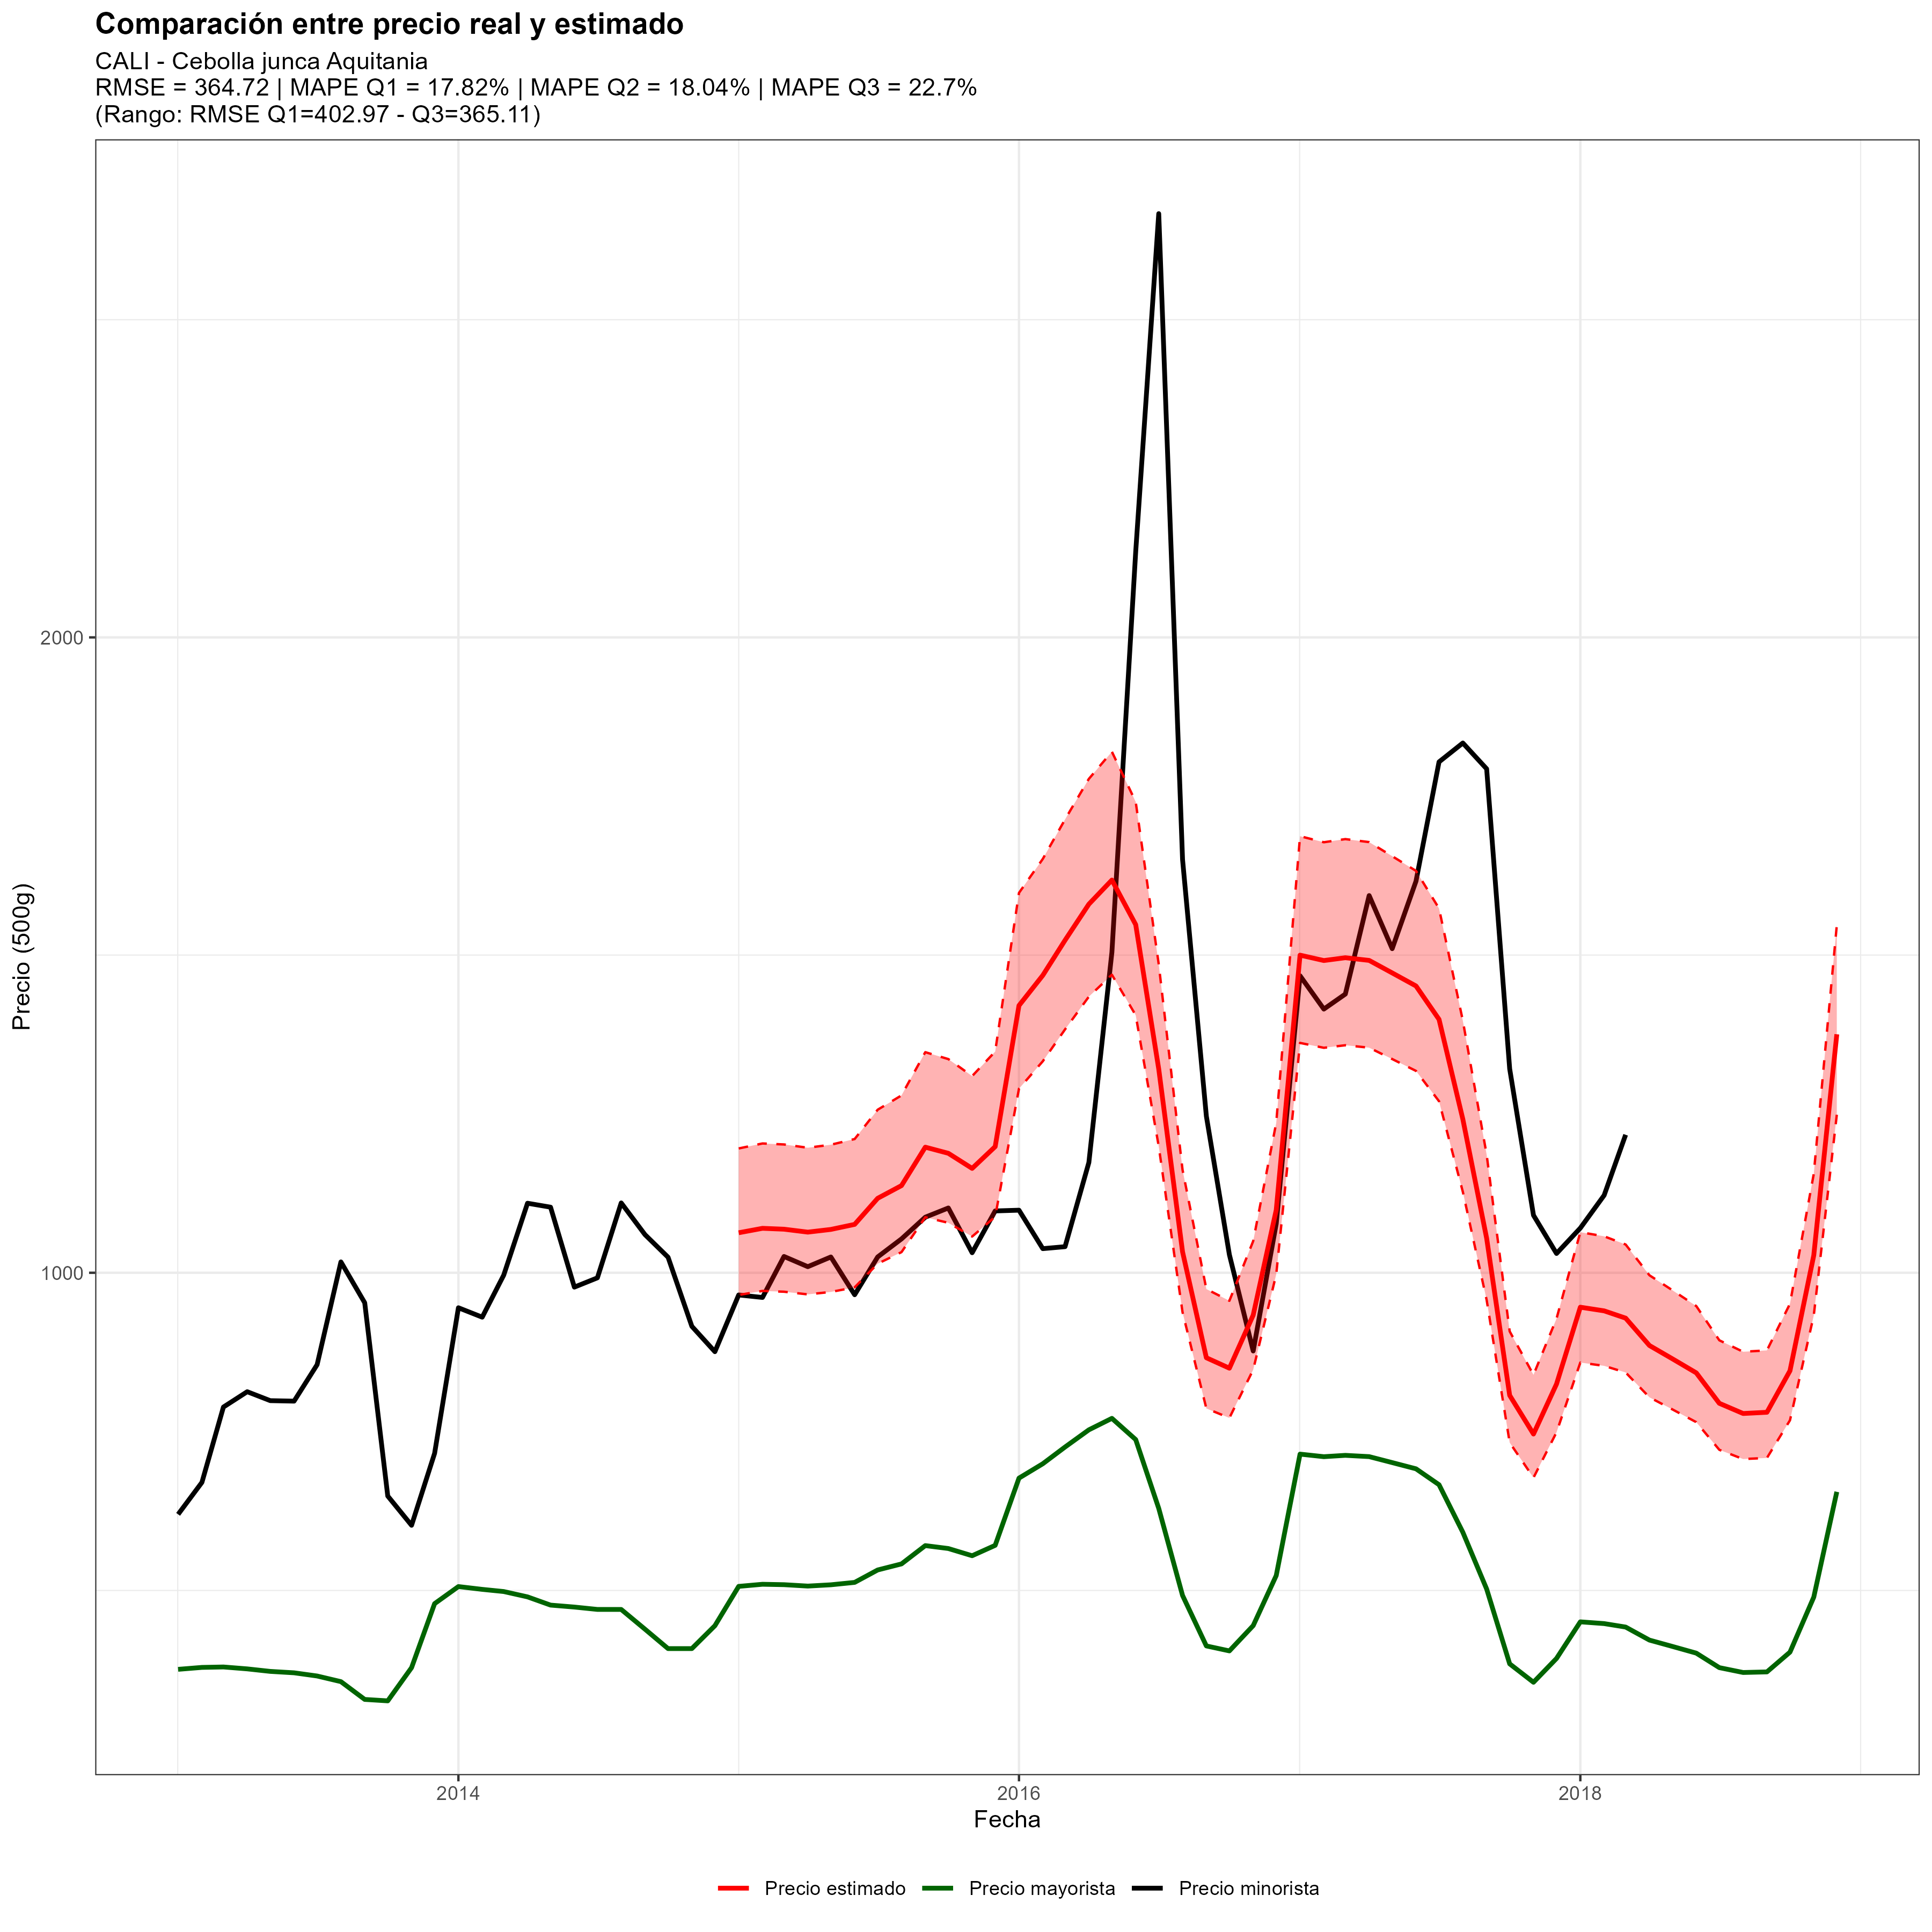 Comparación entre precio real y estimado
CALI - Cebolla junca Aquitania
RMSE = 364.72 | MAPE Q1 = 17.82% | MAPE Q2 = 18.04% | MAPE Q3 = 22.7%
(Rango: RMSE Q1=402.97 - Q3=365.11)
Precio (500g)
2000
1000
2014
2016
2018
Fecha
Precio estimado
Precio mayorista
Precio minorista